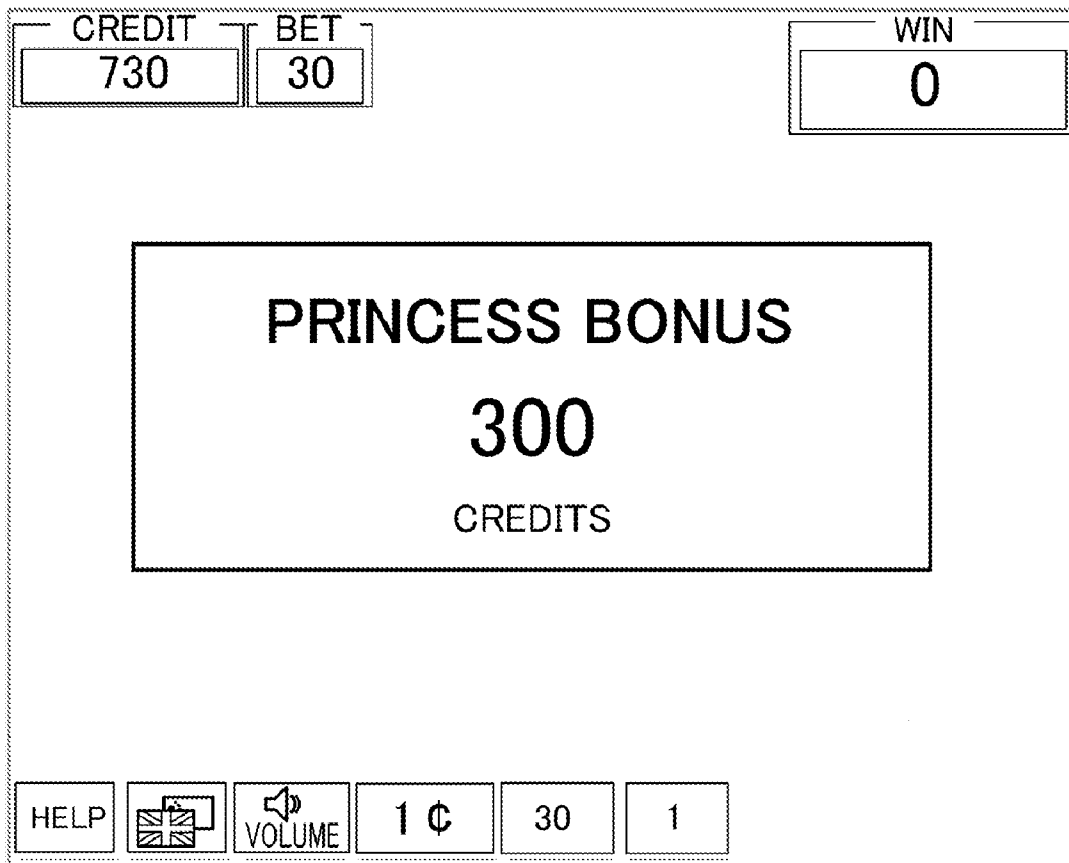 CREDIT BET WIN
730 30 0
PRINCESS BONUS
300
CREDITS
HELP VOLUME 1 ¢ 30 1